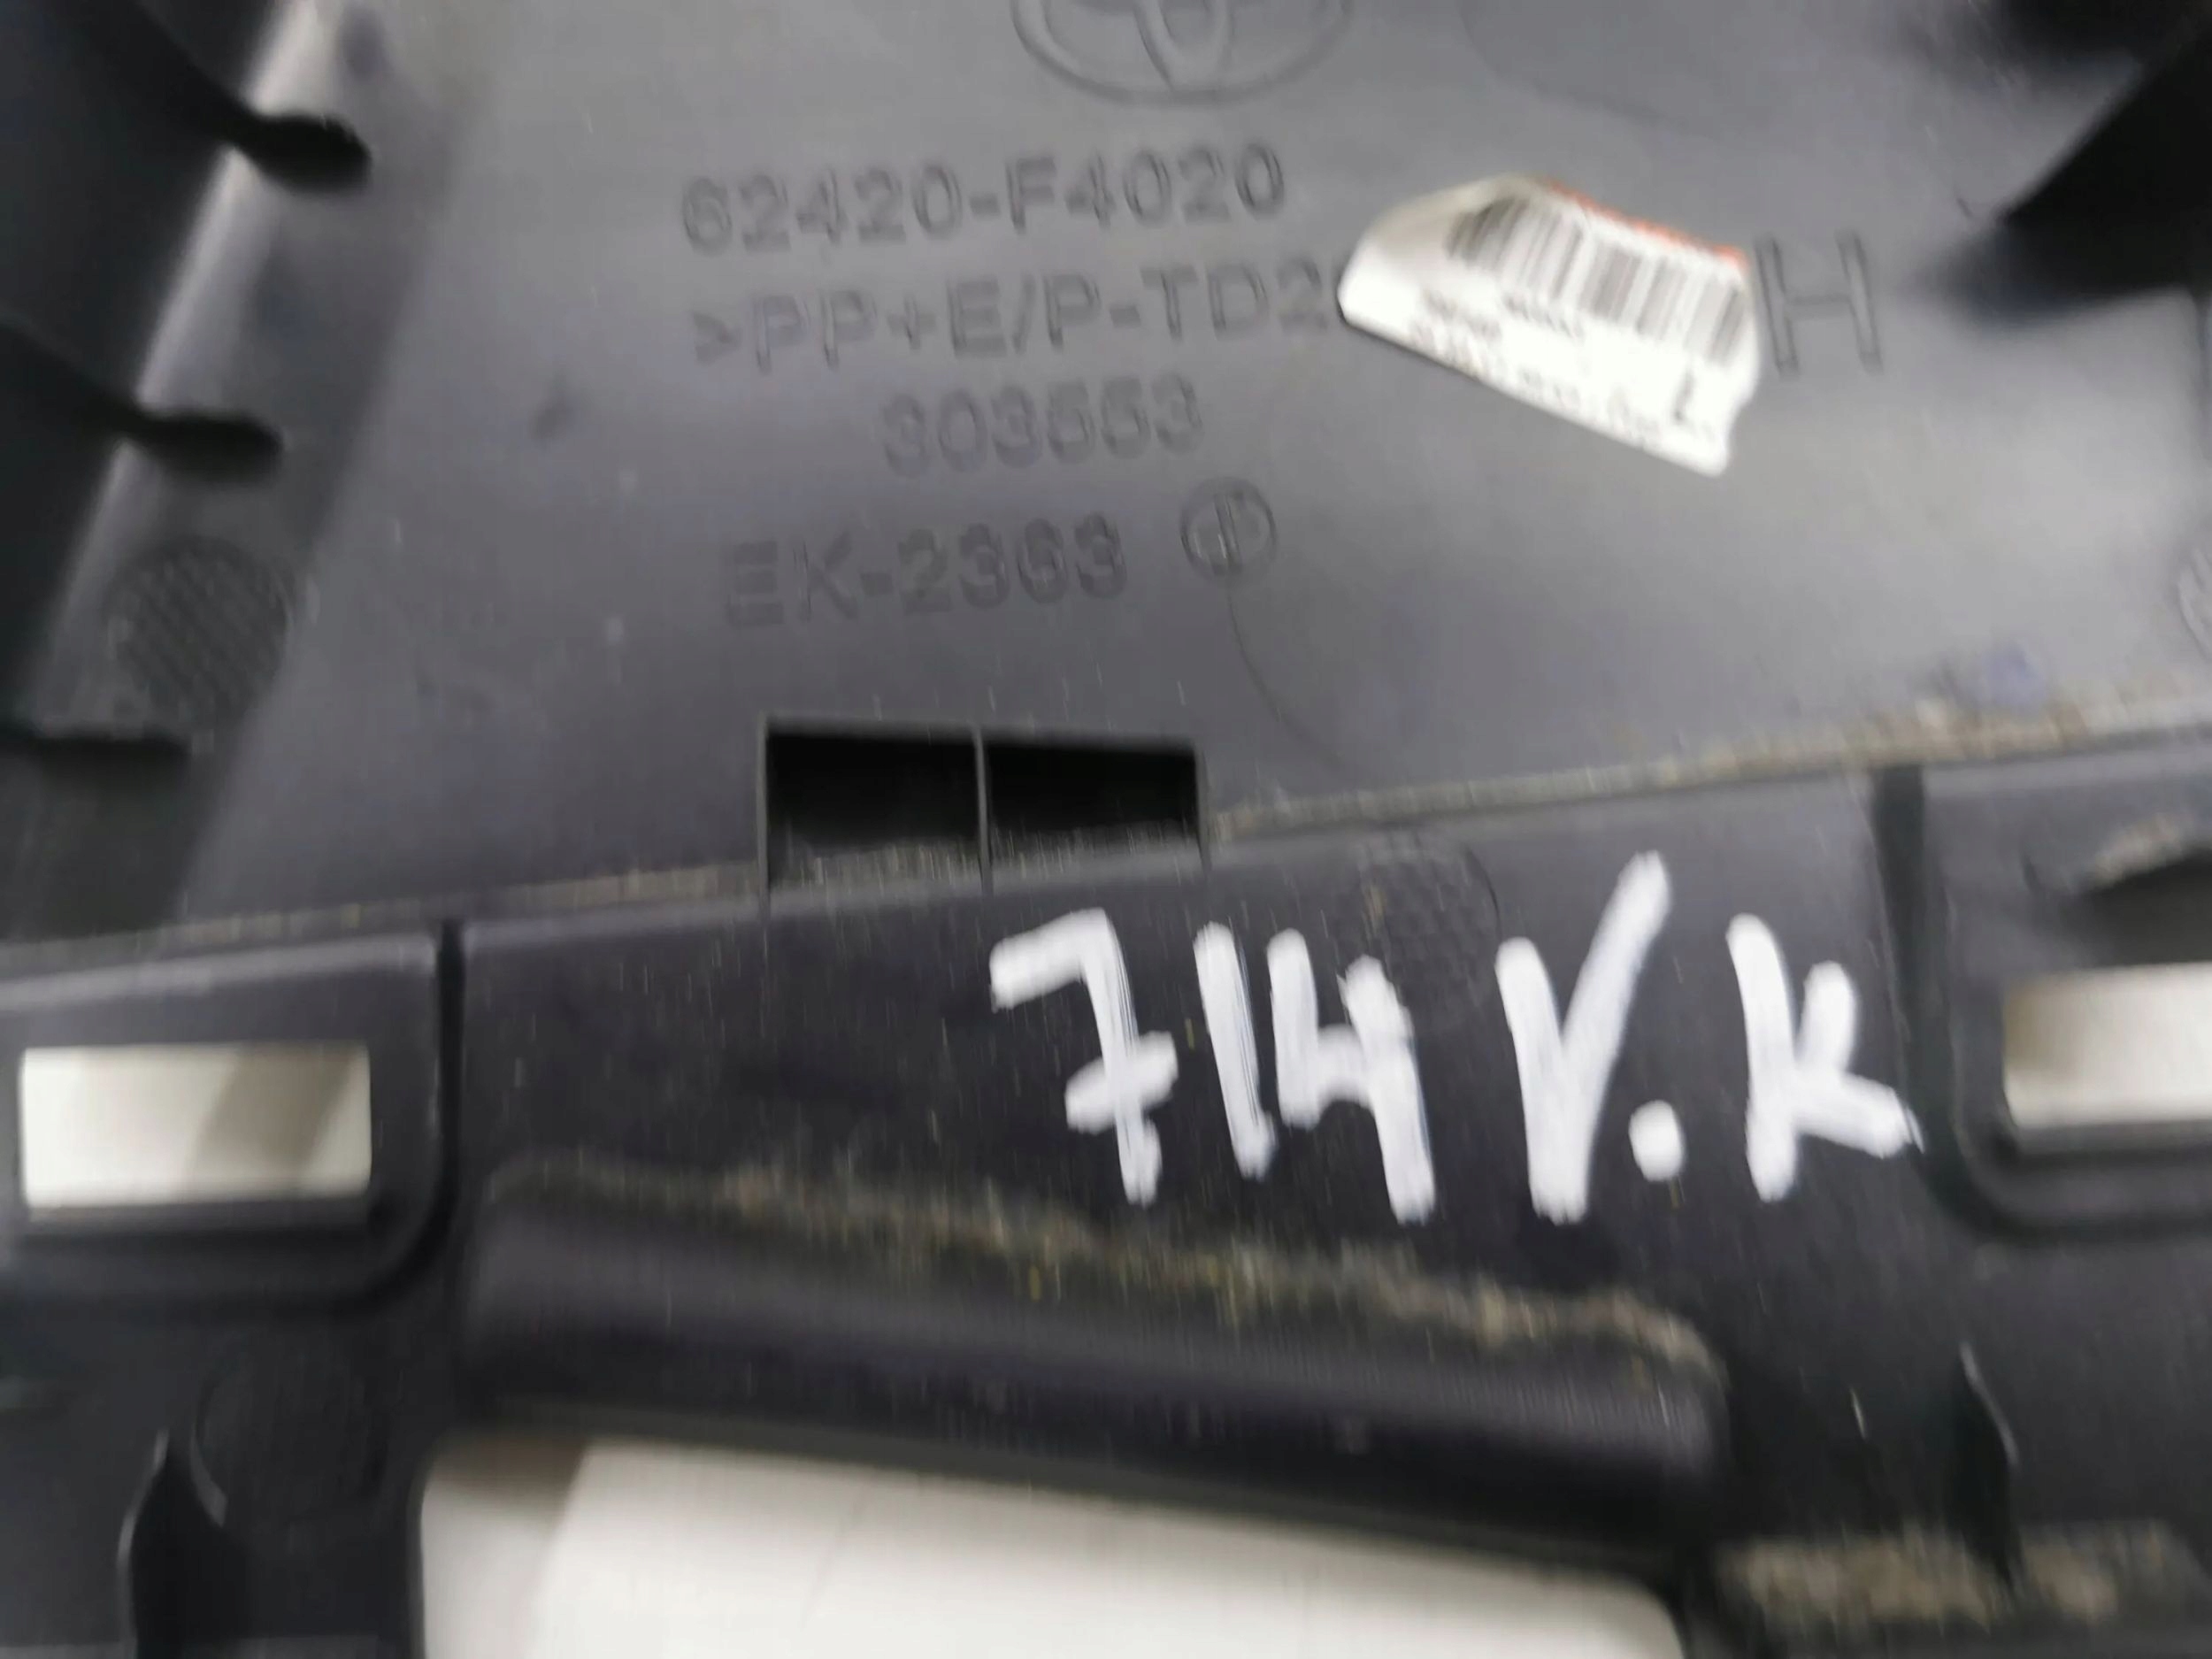 62420-F4020
>PP+E/P-TD2
H
303553
EK-2363
714 V.K